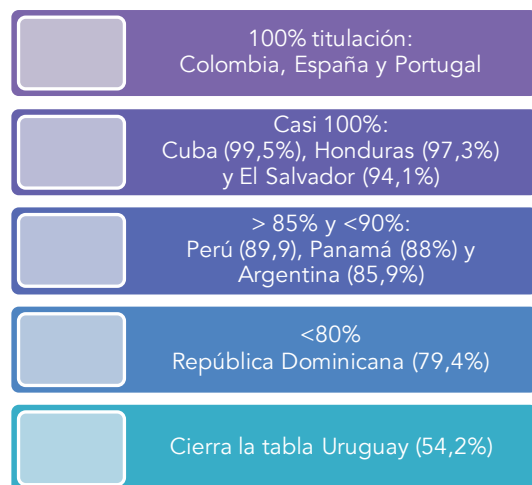 100% titulación:
Colombia, España y Portugal
Casi 100%:
Cuba (99,5%), Honduras (97,3%)
y El Salvador (94,1%)
> 85% y <90%:
Perú (89,9), Panamá (88%) y
Argentina (85,9%)
<80%
República Dominicana (79,4%)
Cierra la tabla Uruguay (54,2%)